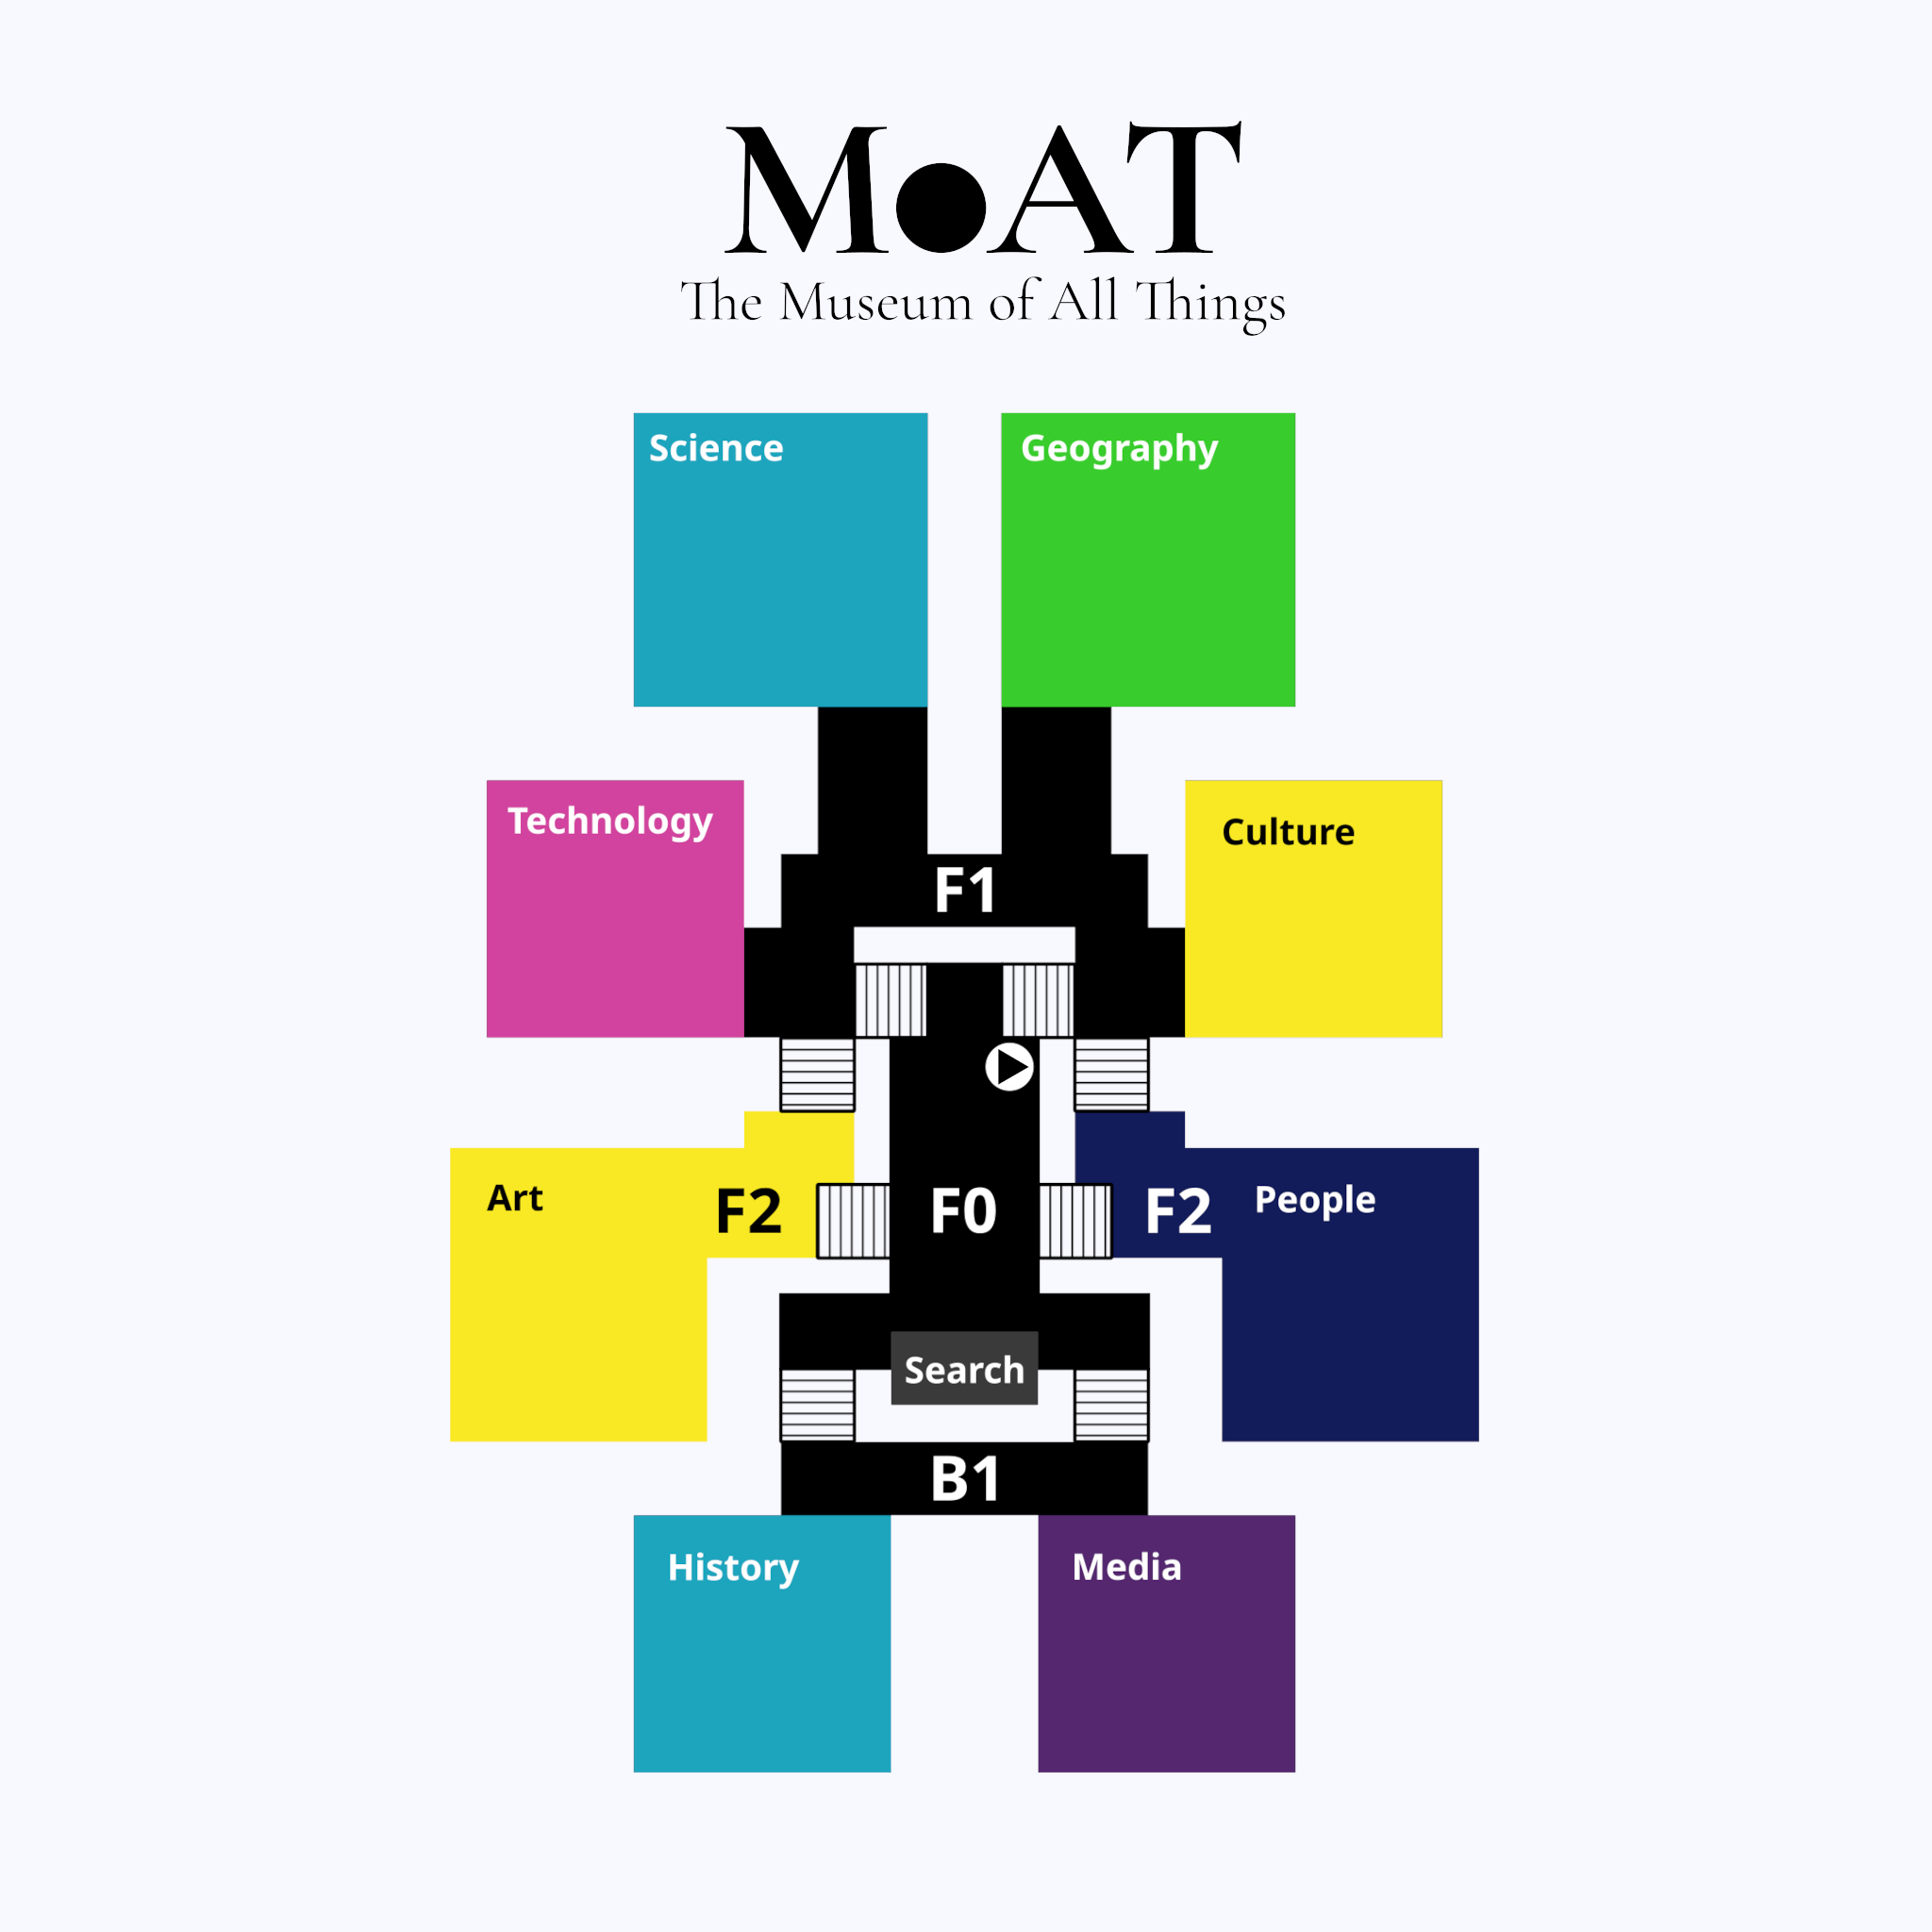 MOAT
The Museum of All Things
Science
Geography
Technology
Culture
F1
Art
F2
F0
F2
People
Search
B1
History
Media